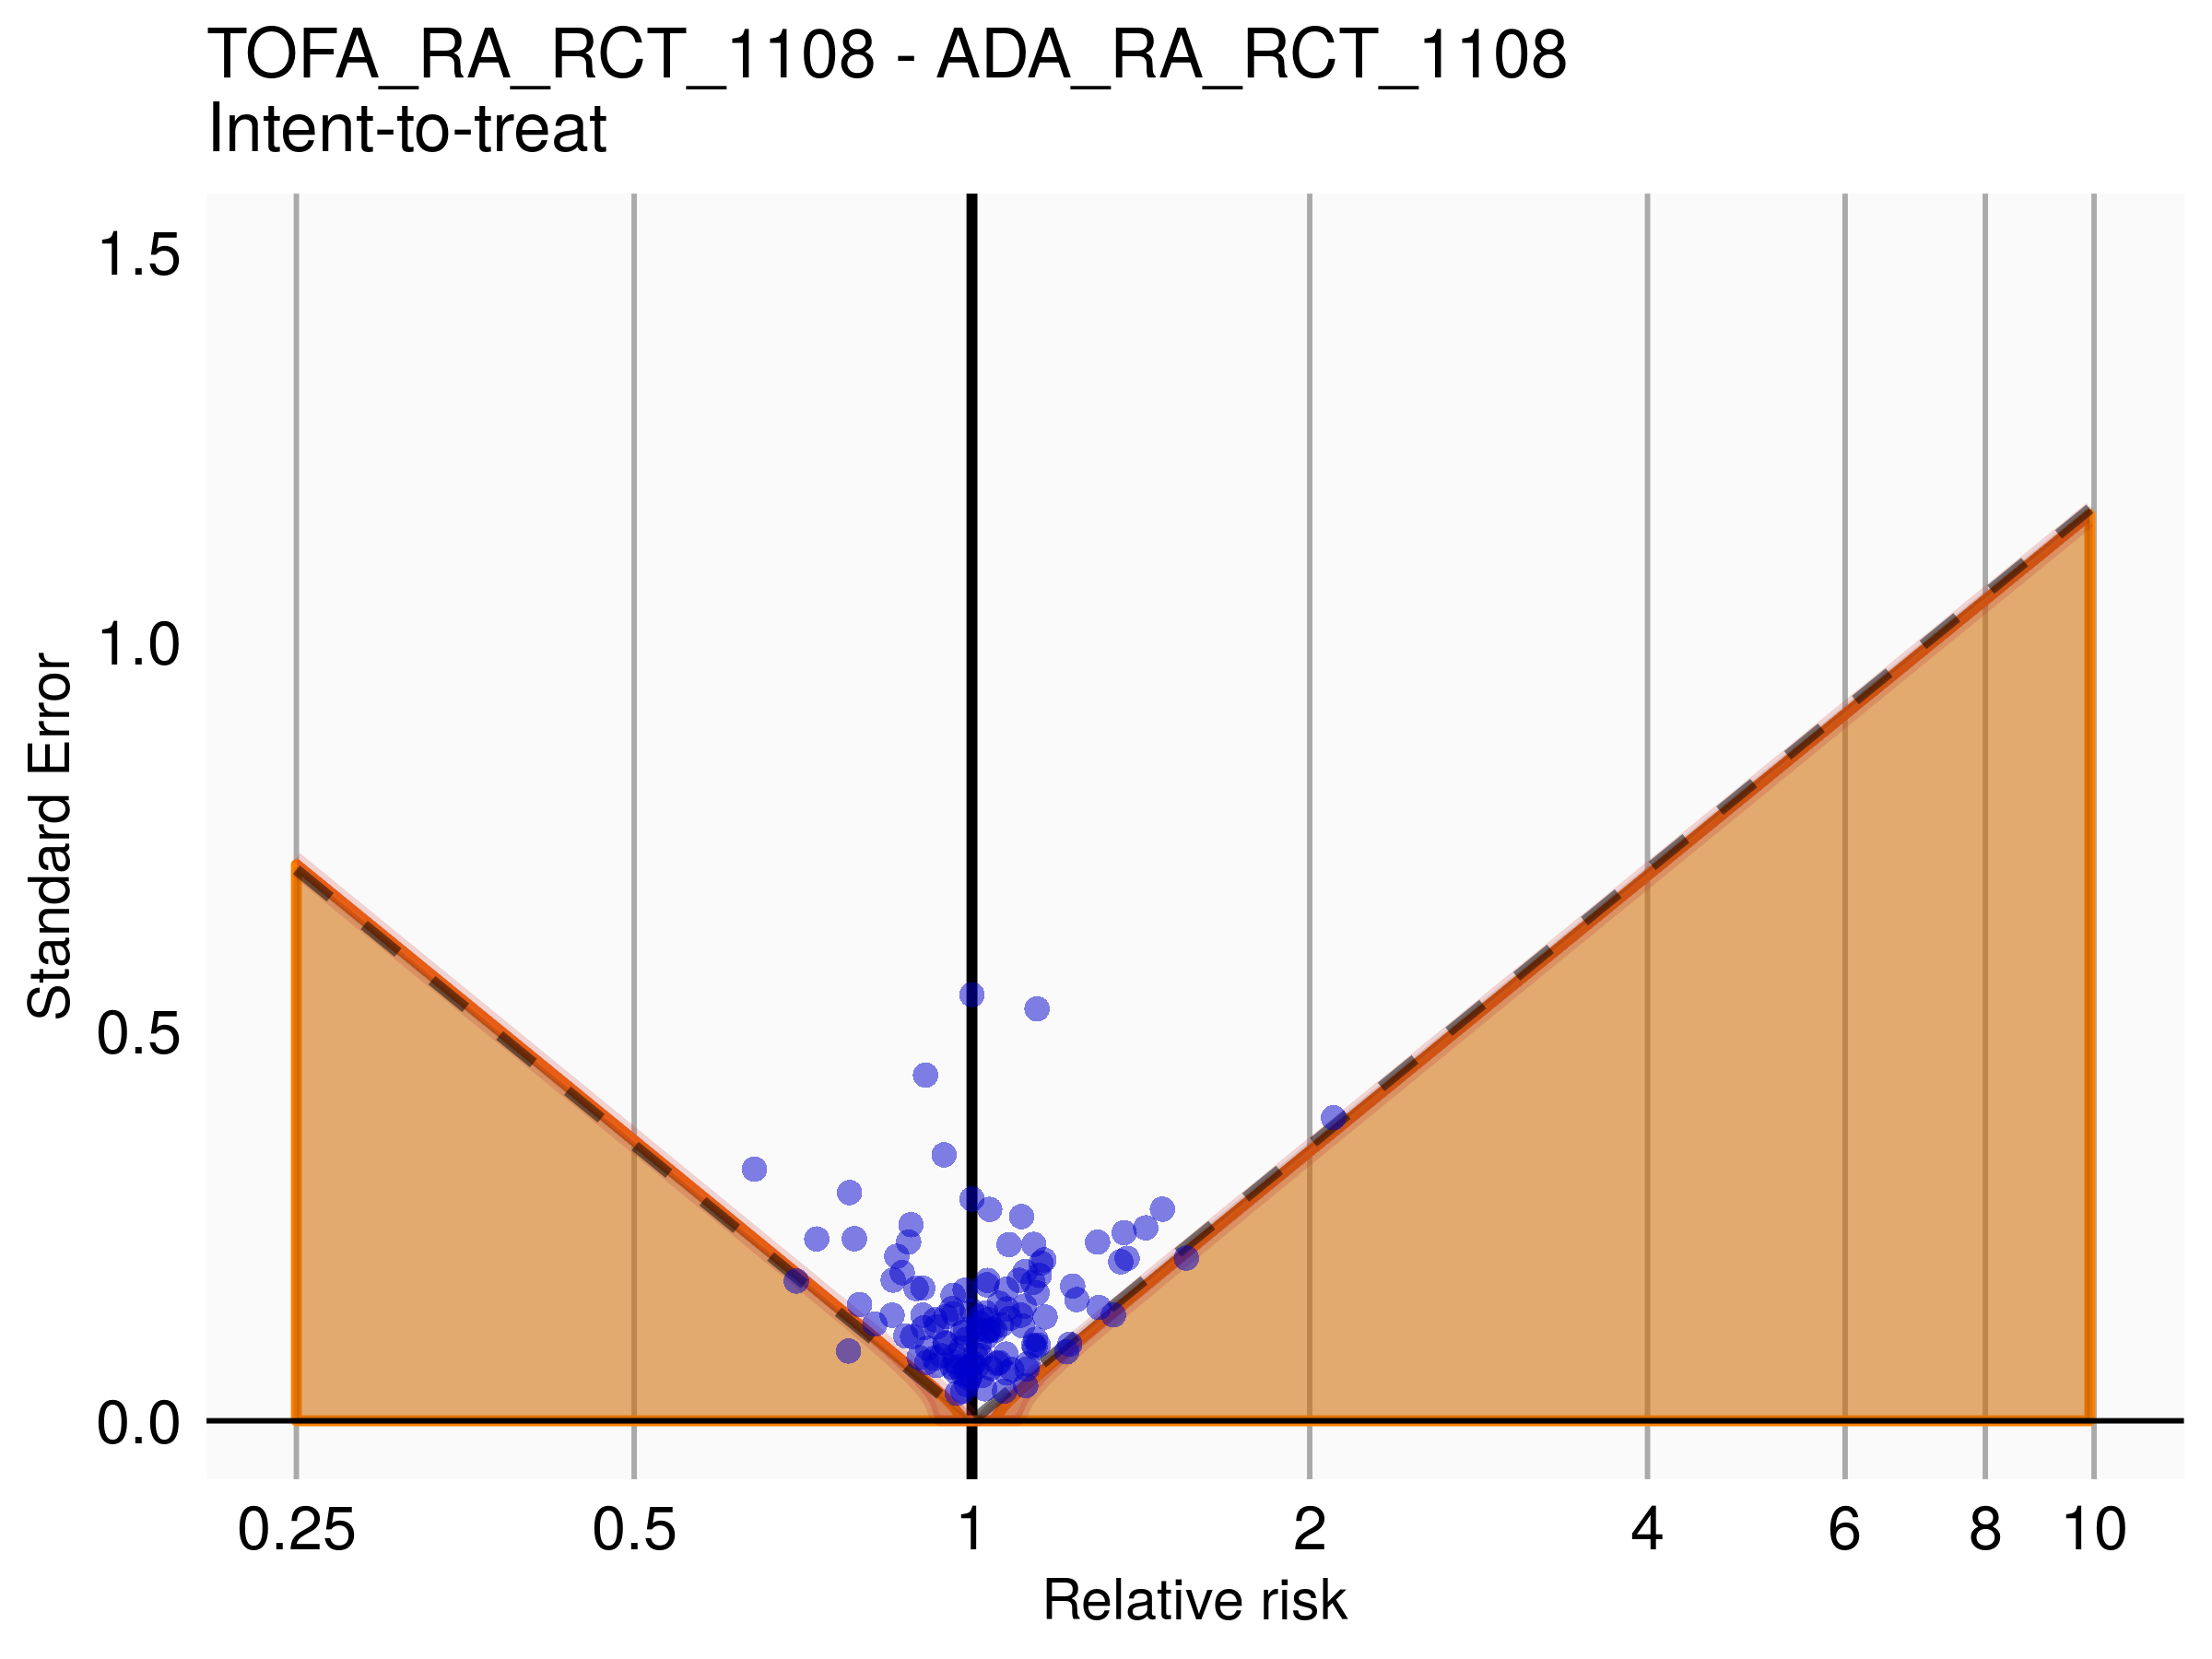 TOFA_RA_RCT_1108 - ADA_RA_RCT_1108
Intent-to-treat
1.5
1.0
0.5
0.0
Standard Error
0.25 0.5 1 2 4 6 8 10
Relative risk